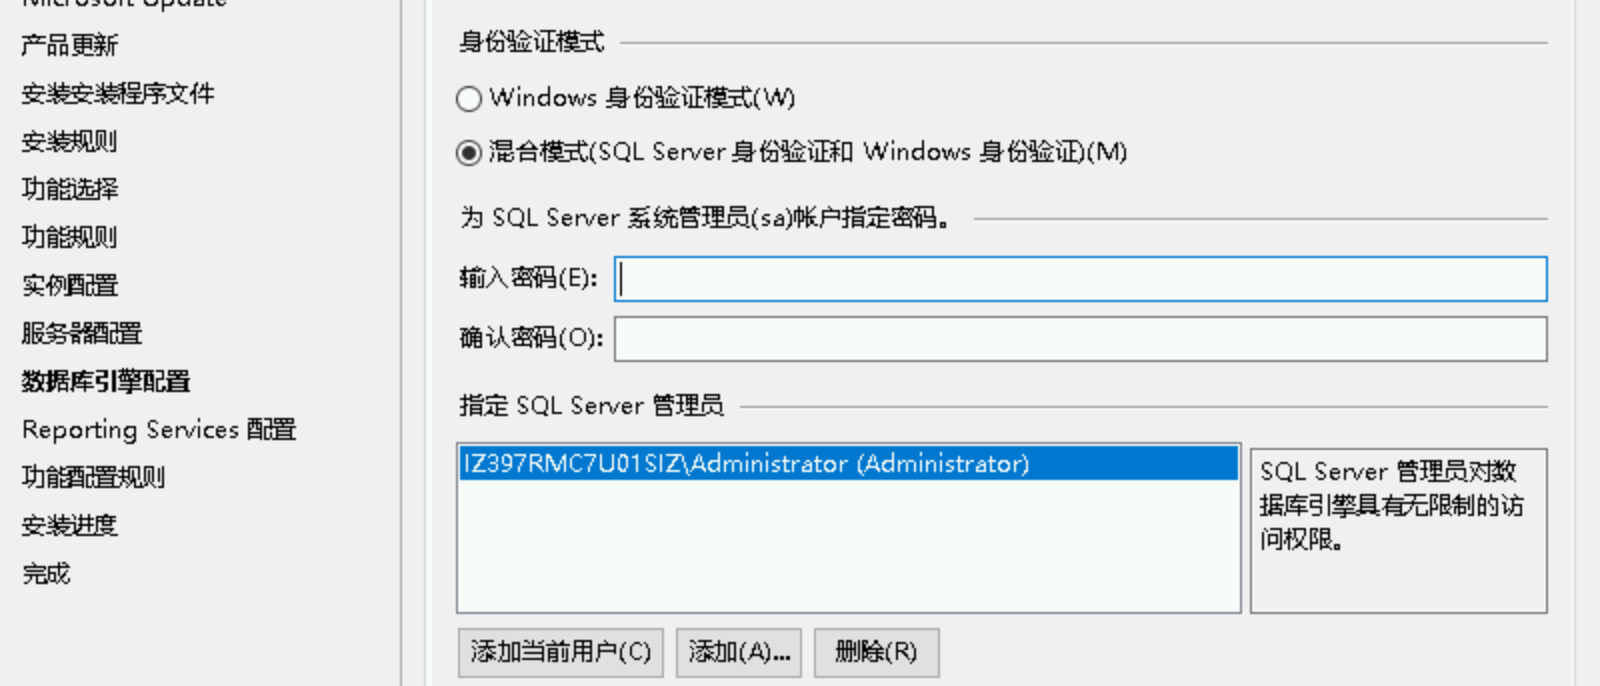 Microsoft Update
产品更新
安装安装程序文件
安装规则
功能选择
功能规则
实例配置
服务器配置
数据库引擎配置
Reporting Services 配置
功能配置规则
安装进度
完成
身份验证模式
Windows 身份验证模式(W)
混合模式(SQL Server 身份验证和 Windows 身份验证)(M)
为 SQL Server 系统管理员(sa)帐户指定密码。
输入密码(E):
确认密码(O):
指定 SQL Server 管理员
IZ397RMC7U01SIZ\Administrator (Administrator)
SQL Server 管理员对数
据库引擎具有无限制的访
问权限。
添加当前用户(C) 添加(A)... 删除(R)